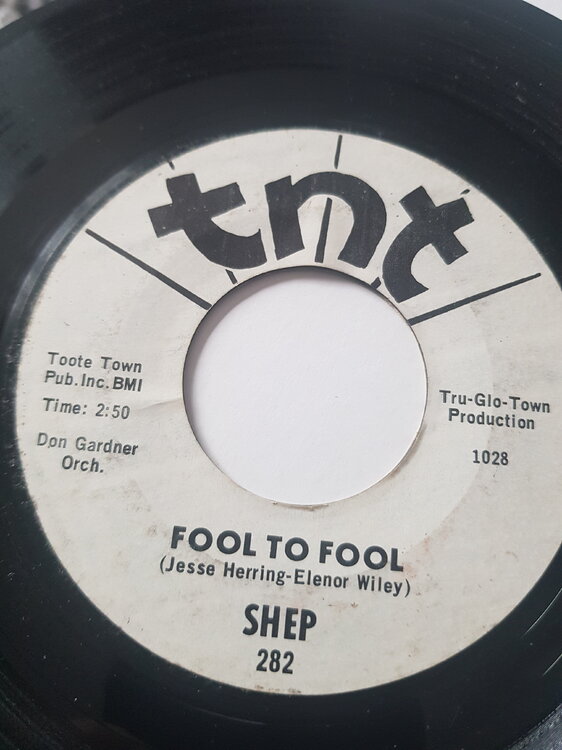 tnt
Toote Town
Pub.Inc.BMI
Time: 2:50
Don Gardner
Orch.
Tru-Glo-Town
Production
1028
FOOL TO FOOL
(Jesse Herring-Elenor Wiley)
SHEP
282